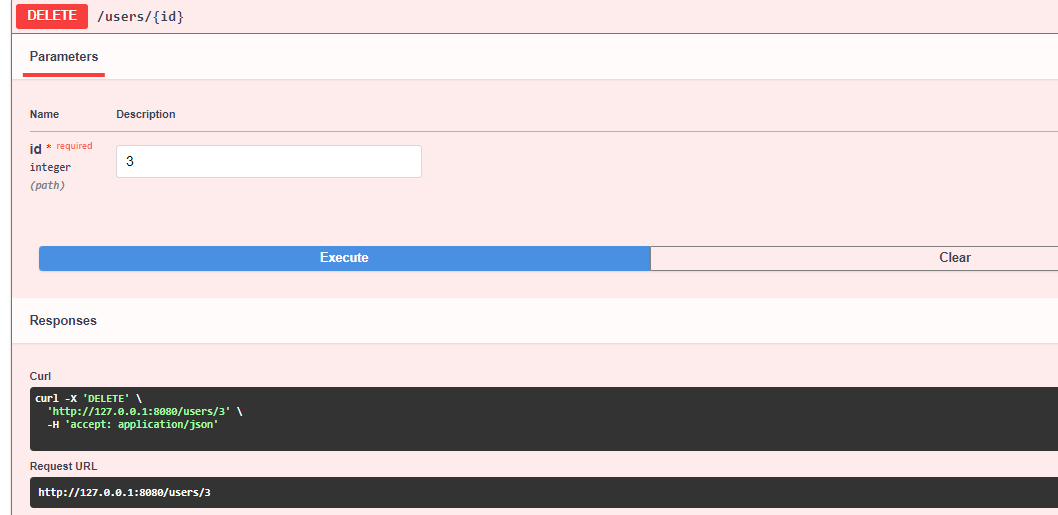 DELETE /users/{id}
Parameters
Name Description
id * required 3
integer
(path)
Execute Clear
Responses
Curl
curl -X 'DELETE' \
'http://127.0.0.1:8080/users/3' \
-H 'accept: application/json'
Request URL
http://127.0.0.1:8080/users/3